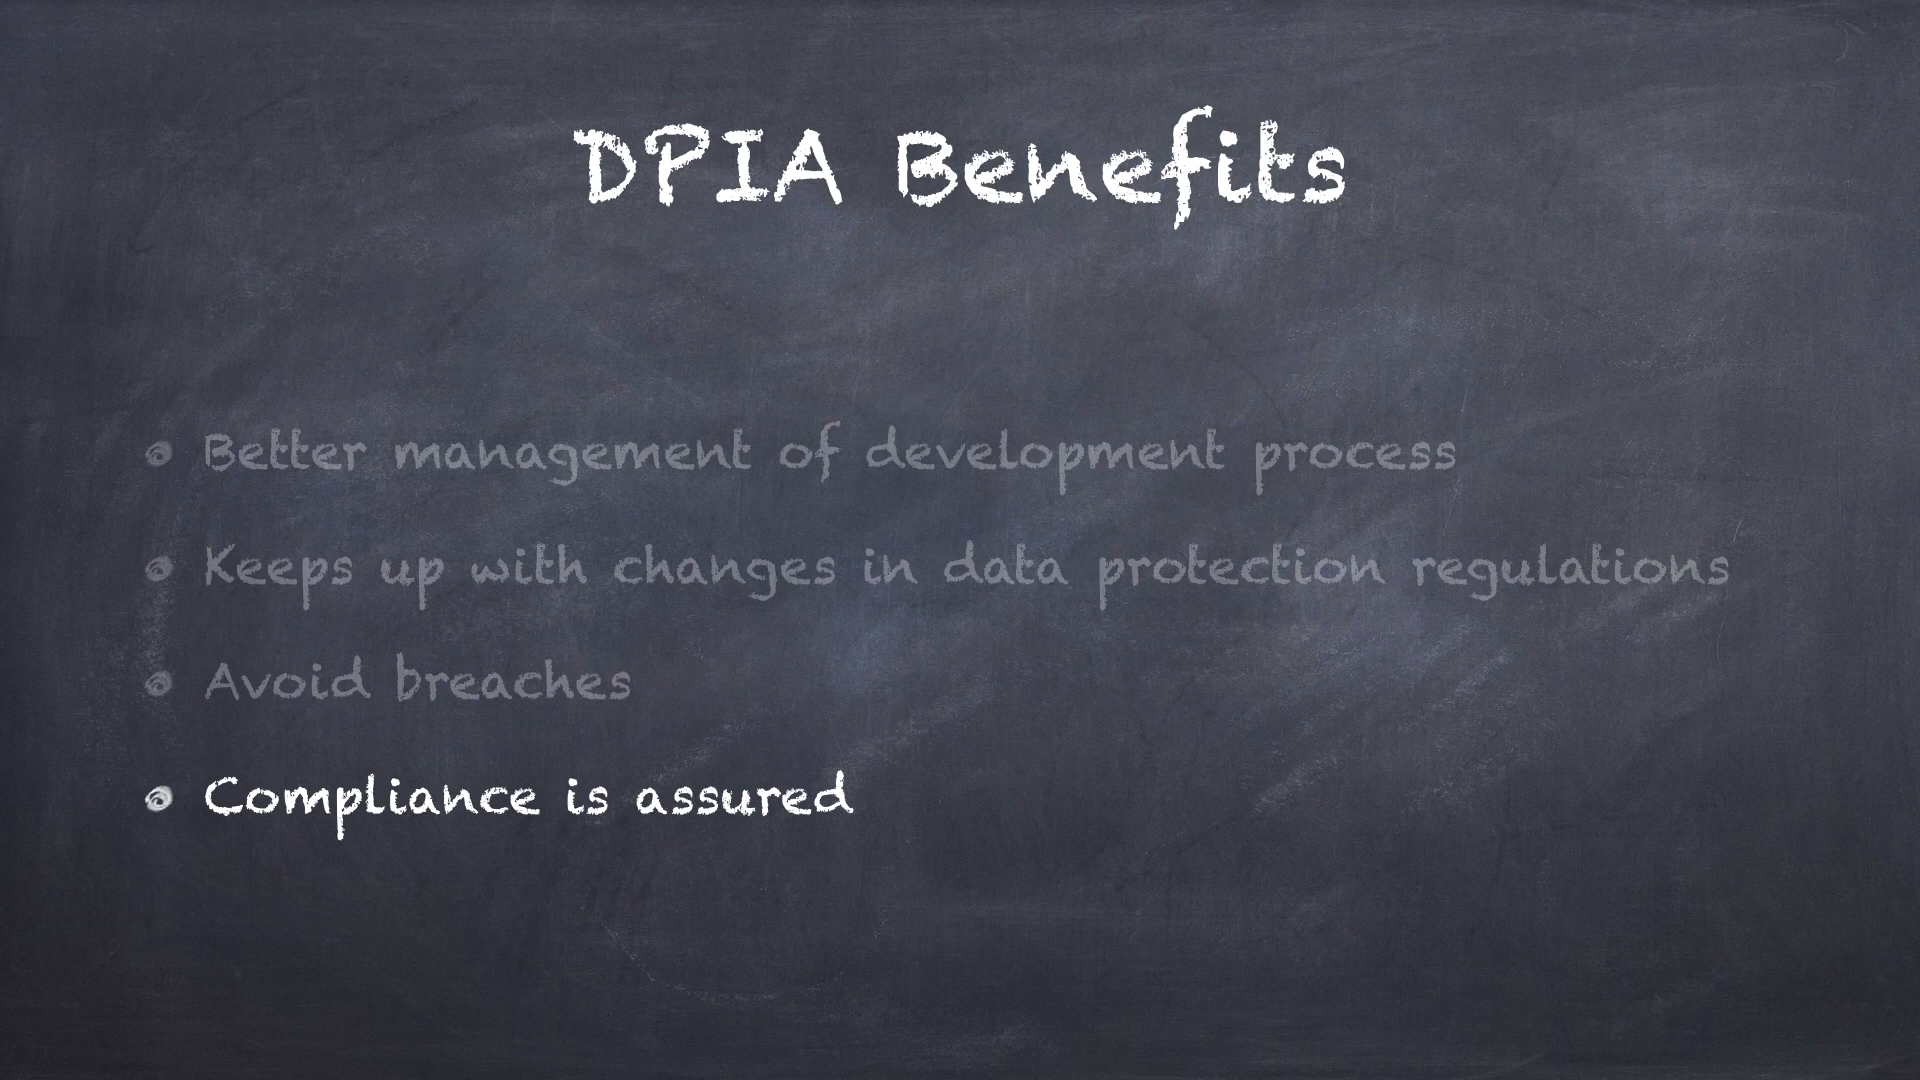 DPIA Benefits
Better management of development process
Keeps up with changes in data protection regulations
Avoid breaches
Compliance is assured